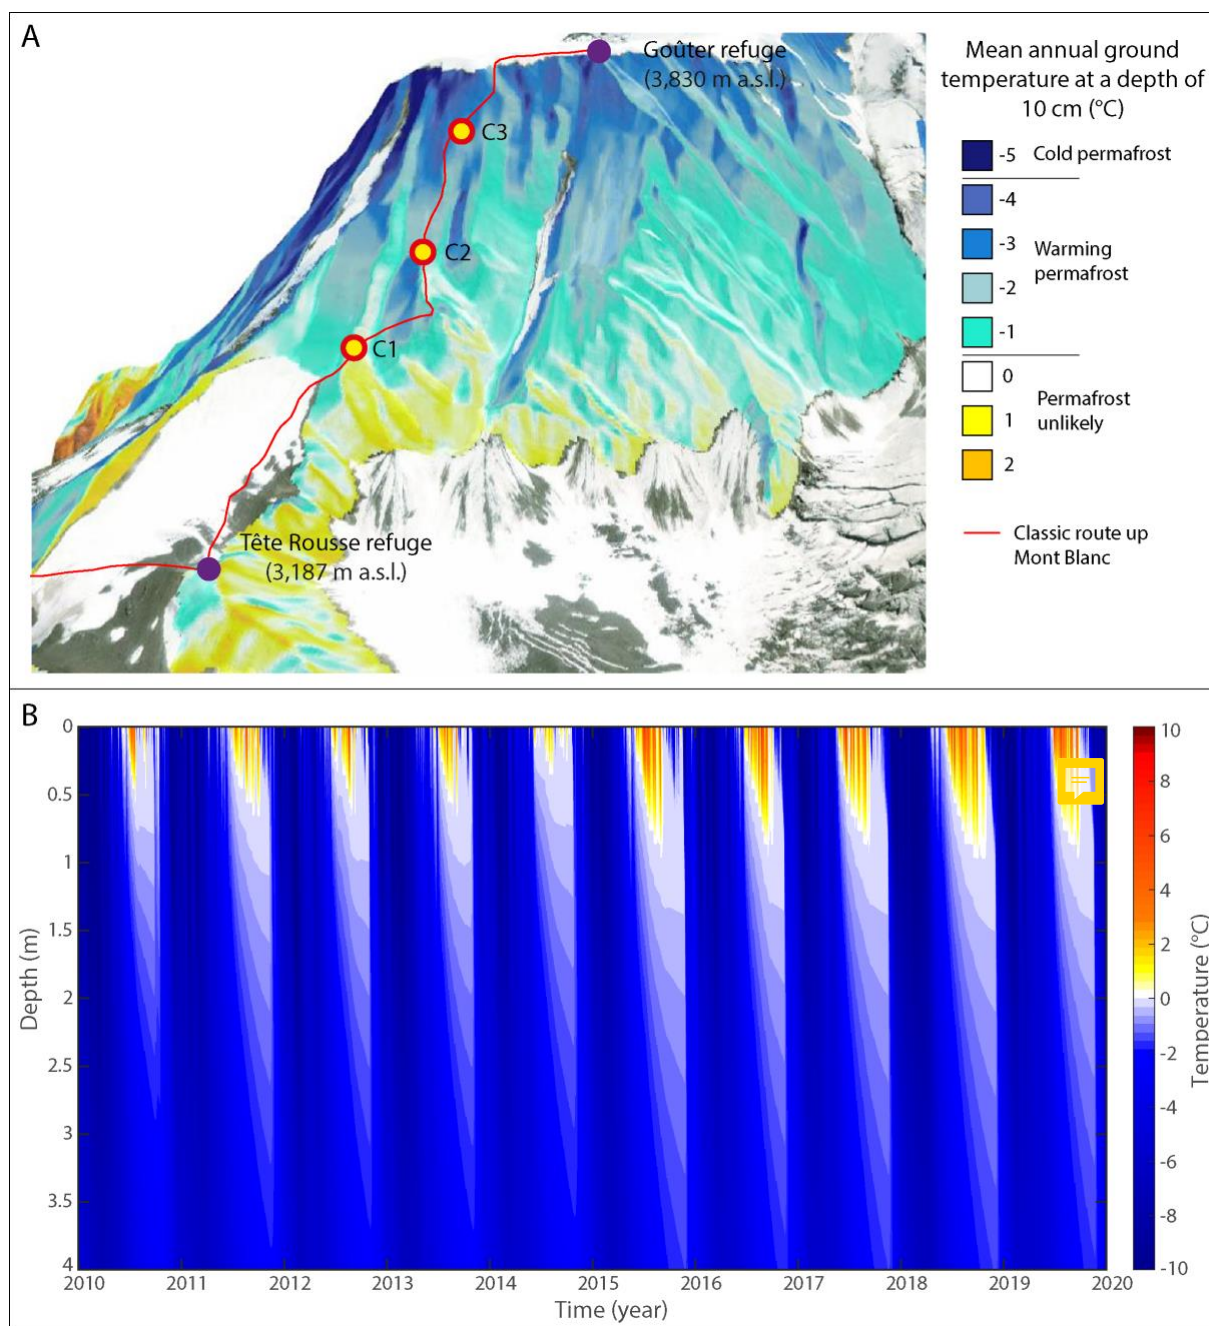 A
Goûter refuge
(3,830 m a.s.l.)
C3
C2
C1
Tête Rousse refuge
(3,187 m a.s.l.)
Mean annual ground
temperature at a depth of
10 cm (°C)
-5 Cold permafrost
-4
-3 Warming
permafrost
-2
-1
0
Permafrost
1 unlikely
2
Classic route up
Mont Blanc
B
Depth (m)
0
0.5
1
1.5
2
2.5
3
3.5
4
2010 2011 2012 2013 2014 2015 2016 2017 2018 2019 2020
Time (year)
10
8
6
4
2
0
-2
-4
-6
-8
-10
Temperature (°C)